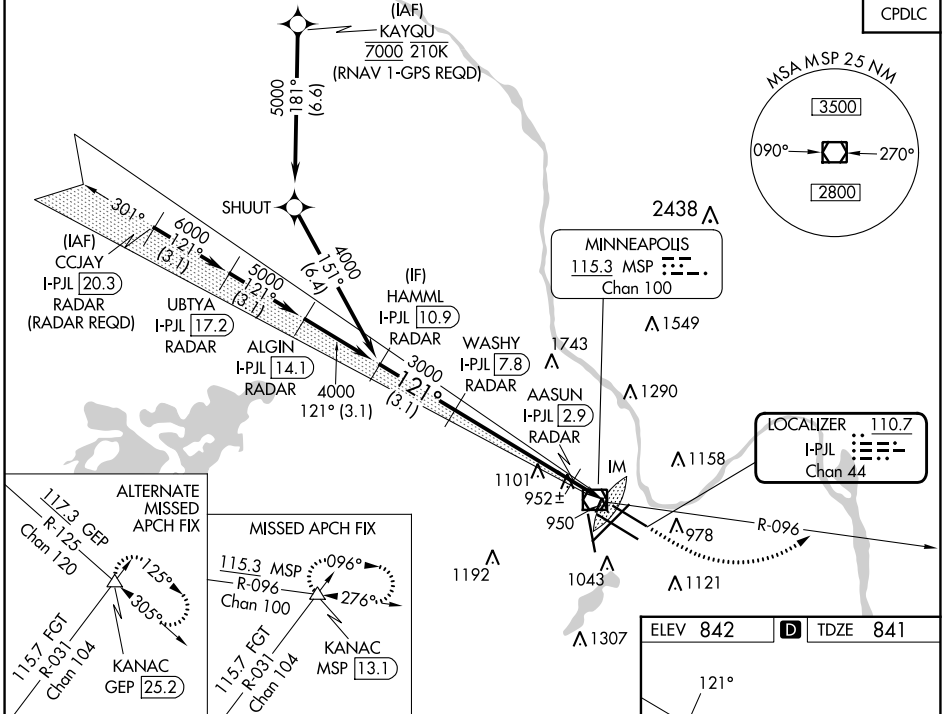 CPDLC
(IAF)
KAYQU
7000 210K
(RNAV 1-GPS REQD)
5000
181°
(6.6)
MSA MSP 25 NM
3500
090°
270°
2800
SHUUT
4000
151°
(6.4)
2438
MINNEAPOLIS
115.3 MSP
Chan 100
301°
6000
121°
(3.1)
(IAF)
CCJAY
I-PJL 20.3
RADAR
(RADAR REQD)
5000
121°
(3.1)
UBTYA
I-PJL 17.2
RADAR
ALGIN
I-PJL 14.1
RADAR
4000
121° (3.1)
(IF)
HAMML
I-PJL 10.9
RADAR
3000
121°
(3.1)
WASHY
I-PJL 7.8
RADAR
AASUN
I-PJL 2.9
RADAR
1743
1549
1290
LOCALIZER 110.7
I-PJL
Chan 44
1158
IM
1101
952±
950
978
R-096
1192
1043
1121
1307
ALTERNATE
MISSED
APCH FIX
117.3 GEP
R-125
Chan 120
125°
305°
115.7 FGT
R-031
Chan 104
KANAC
GEP 25.2
MISSED APCH FIX
115.3 MSP
R-096
Chan 100
096°
276°
115.7 FGT
R-031
Chan 104
KANAC
MSP 13.1
ELEV 842 D TDZE 841
121°